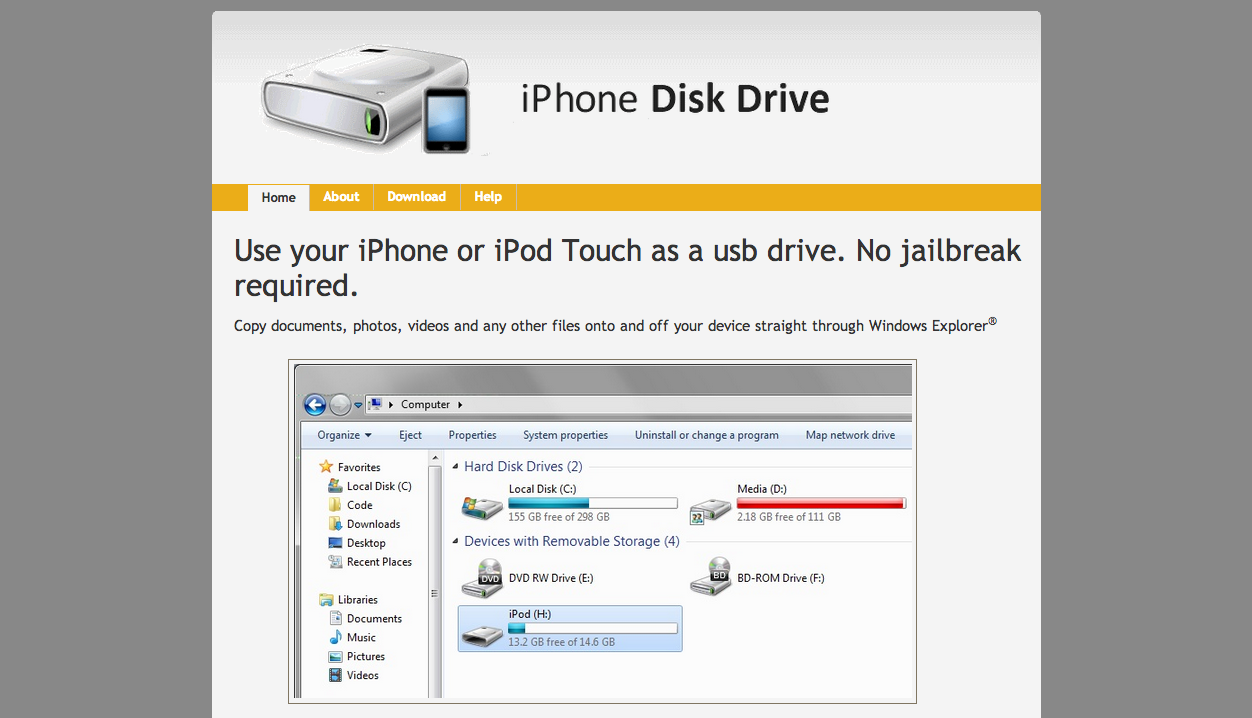 iPhone Disk Drive
Home
About
Download
Help
Use your iPhone or iPod Touch as a usb drive. No jailbreak
required.
Copy documents, photos, videos and any other files onto and off your device straight through Windows Explorer®
Computer
Organize
Eject
Properties
System properties
Uninstall or change a program
Map network drive
Favorites
Local Disk (C)
Code
Downloads
Desktop
Recent Places
Libraries
Documents
Music
Pictures
Videos
Hard Disk Drives (2)
Local Disk (C:)
155 GB free of 298 GB
Media (D:)
2.18 GB free of 111 GB
Devices with Removable Storage (4)
DVD
DVD RW Drive (E:)
BD
BD-ROM Drive (F:)
iPod (H:)
13.2 GB free of 14.6 GB